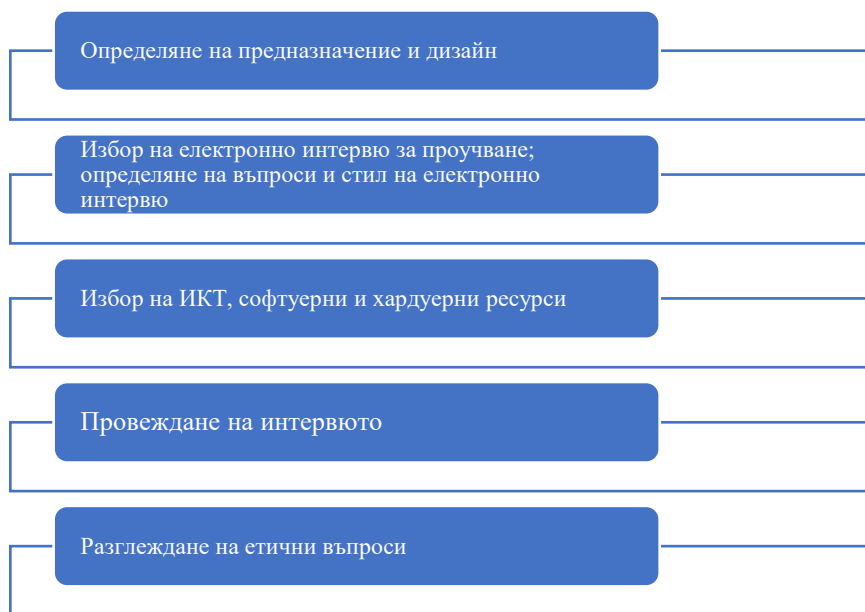 Определяне на предназначение и дизайн
Избор на електронно интервю за проучване;
определяне на въпроси и стил на електронно
интервю
Избор на ИКТ, софтуерни и хардуерни ресурси
Провеждане на интервюто
Разглеждане на етични въпроси